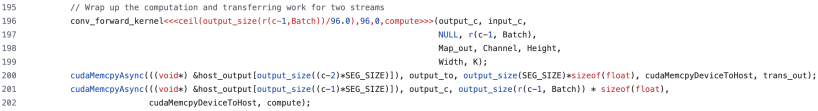 195 // Wrap up the computation and transferring work for two streams
196 conv_forward_kernel<<<ceil(output_size(r(c-1,Batch))/96.0),96,0,compute>>>(output_c, input_c,
197 NULL, r(c-1, Batch),
198 Map_out, Channel, Height,
199 Width, K);
200 cudaMemcpyAsync(((void*) &host_output[output_size((c-2)*SEG_SIZE)]), output_to, output_size(SEG_SIZE)*sizeof(float), cudaMemcpyDeviceToHost, trans_out);
201 cudaMemcpyAsync(((void*) &host_output[output_size((c-1)*SEG_SIZE)]), output_c, output_size(r(c-1, Batch)) * sizeof(float),
202 cudaMemcpyDeviceToHost, compute);